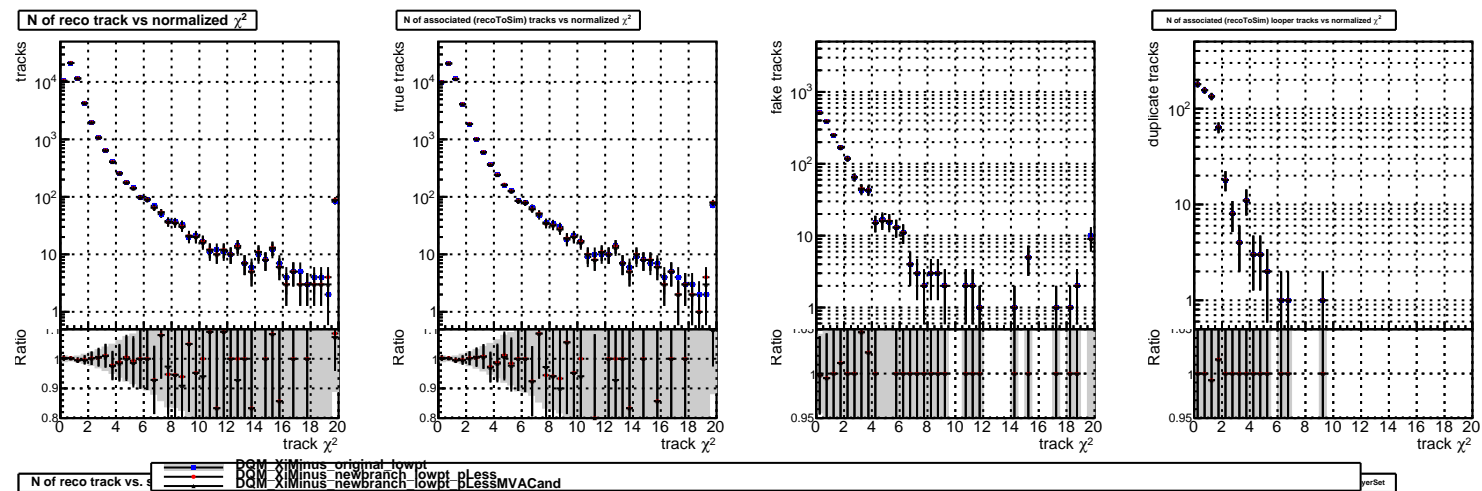 N of reco track vs normalized χ²
N of associated (recoToSim) tracks vs normalized χ²
N of associated (recoToSim) looper tracks vs normalized χ²
tracks
10⁴
10³
10²
10
1
Ratio
1
0.9
0.8
0 2 4 6 8 10 12 14 16 18 20
track χ²
true tracks
10⁴
10³
10²
10
1
Ratio
1
0.9
0.8
0 2 4 6 8 10 12 14 16 18 20
track χ²
fake tracks
10³
10²
10
1
Ratio
1
0.95
0 2 4 6 8 10 12 14 16 18 20
track χ²
duplicate tracks
10²
10
1
Ratio
1
0.95
0 2 4 6 8 10 12 14 16 18 20
track χ²
N of reco track vs. s
DQM_XiMinus_original_lowpt
DQM_XiMinus_newbranch_lowpt_pLess
DQM_XiMinus_newbranch_lowpt_pLessMVACand
yerSet